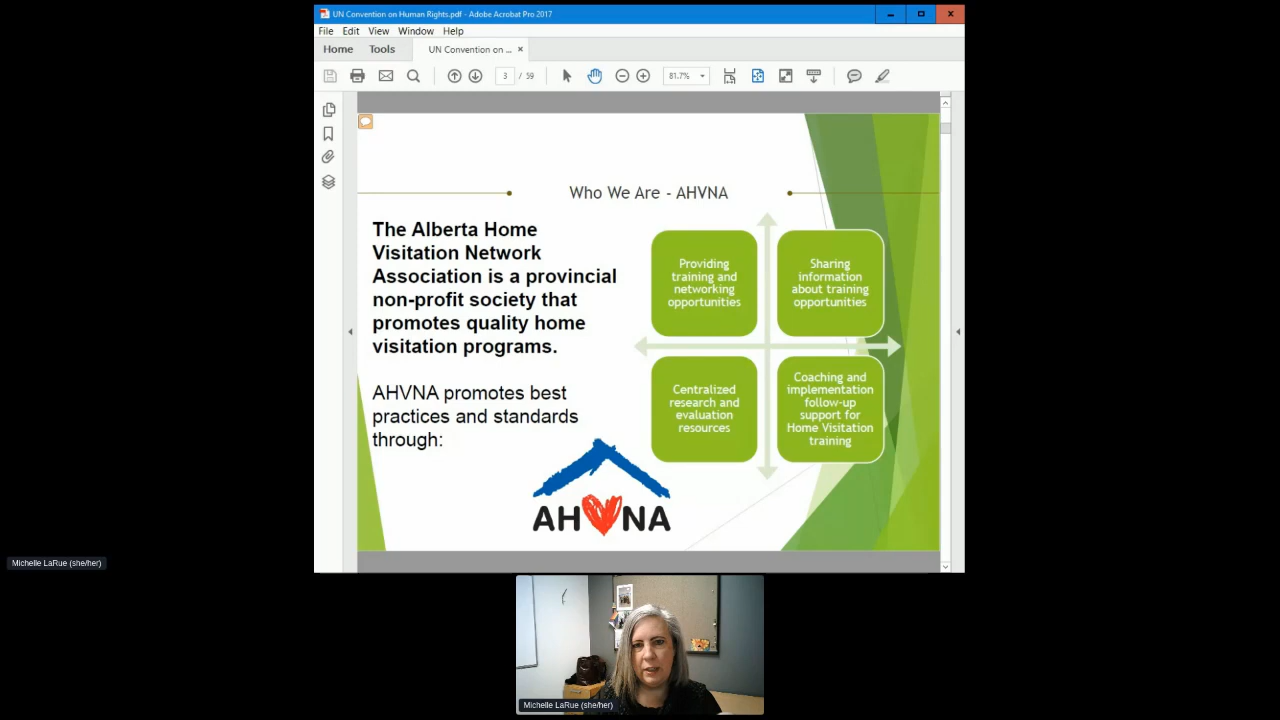 UN Convention on Human Rights.pdf - Adobe Acrobat Pro 2017
File Edit View Window Help
Home Tools UN Convention on ... ×
3 / 59 81.7%
Who We Are - AHVNA
The Alberta Home
Visitation Network
Association is a provincial
non-profit society that
promotes quality home
visitation programs.
AHVNA promotes best
practices and standards
through:
Providing
training and
networking
opportunities
Sharing
information
about training
opportunities
Centralized
research and
evaluation
resources
Coaching and
implementation
follow-up
support for
Home Visitation
training
AHVNA
Michelle LaRue (she/her)
Michelle LaRue (she/her)